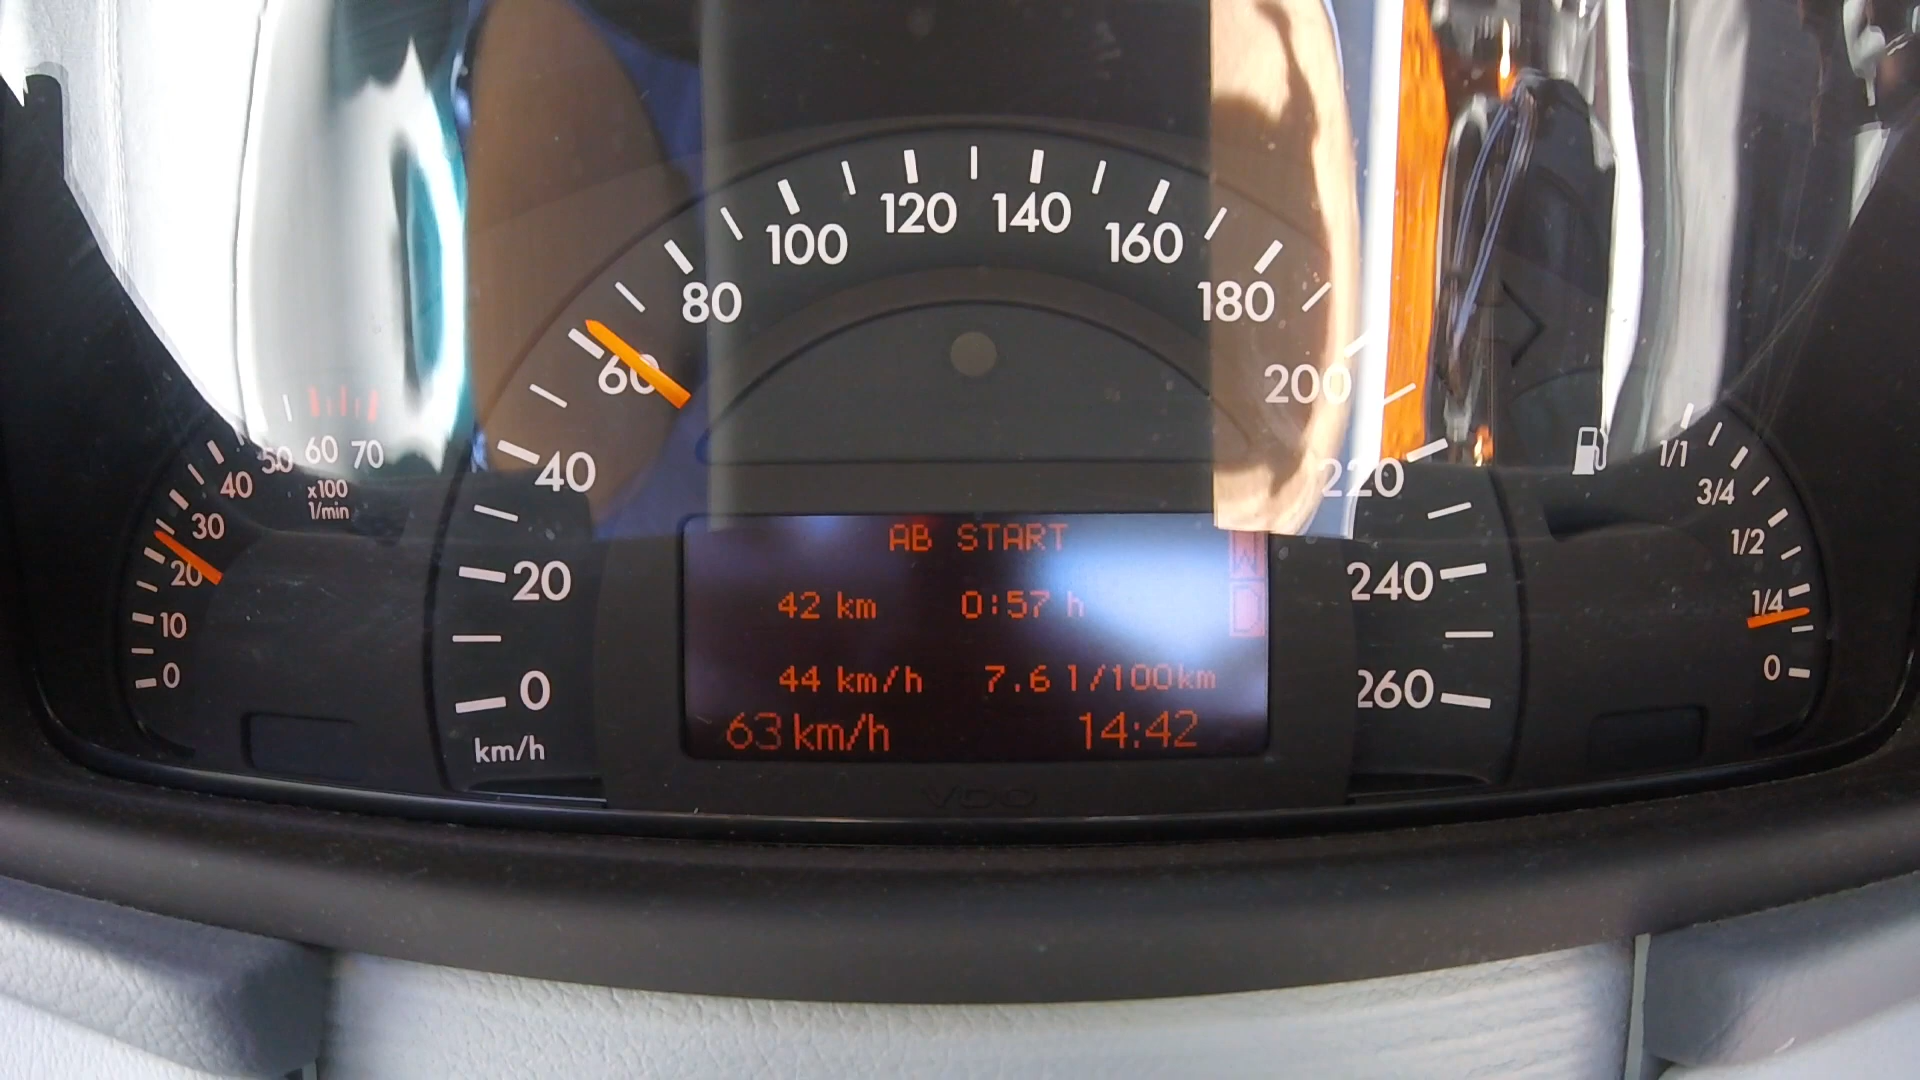 0 20 40 60 80 100 120 140 160 180 200 220 240 260
km/h
0 10 20 30 40 50 60 70
x100
1/min
1/1
3/4
1/2
1/4
0
AB START
42 km 0:57 h
44 km/h 7.6 l/100km
63 km/h 14:42
W
D
VDO